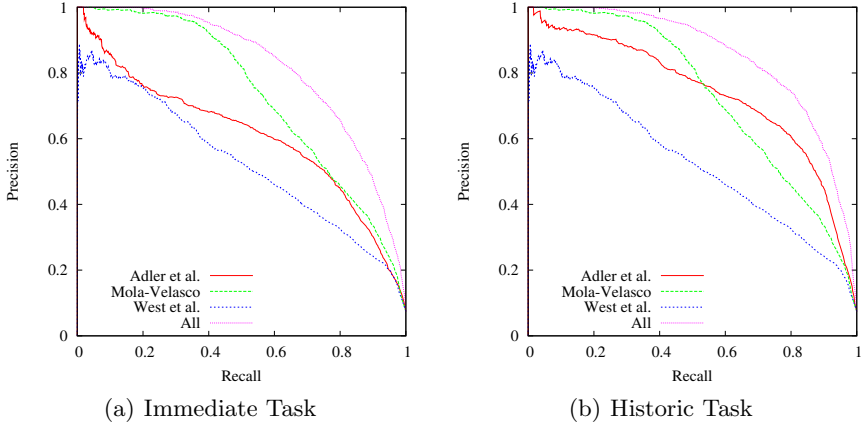 1
0.8
0.6
0.4
0.2
0
0 0.2 0.4 0.6 0.8 1
Precision
Recall
Adler et al.
Mola-Velasco
West et al.
All
(a) Immediate Task
1
0.8
0.6
0.4
0.2
0
0 0.2 0.4 0.6 0.8 1
Precision
Recall
Adler et al.
Mola-Velasco
West et al.
All
(b) Historic Task